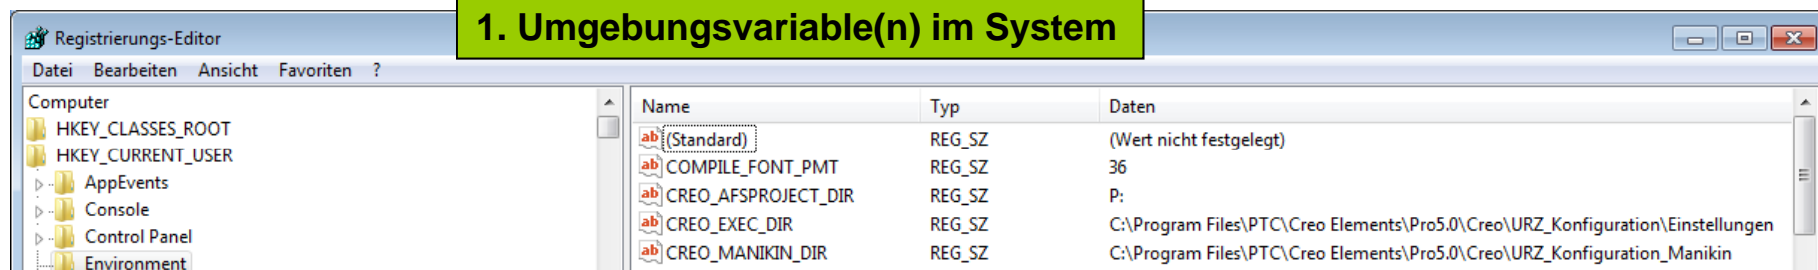 1. Umgebungsvariable(n) im System
Registrierungs-Editor
Datei Bearbeiten Ansicht Favoriten ?
Computer
HKEY_CLASSES_ROOT
HKEY_CURRENT_USER
AppEvents
Console
Control Panel
Environment
Name Typ Daten
(Standard) REG_SZ (Wert nicht festgelegt)
COMPILE_FONT_PMT REG_SZ 36
CREO_AFSPROJECT_DIR REG_SZ P:
CREO_EXEC_DIR REG_SZ C:\Program Files\PTC\Creo Elements\Pro5.0\Creo\URZ_Konfiguration\Einstellungen
CREO_MANIKIN_DIR REG_SZ C:\Program Files\PTC\Creo Elements\Pro5.0\Creo\URZ_Konfiguration_Manikin